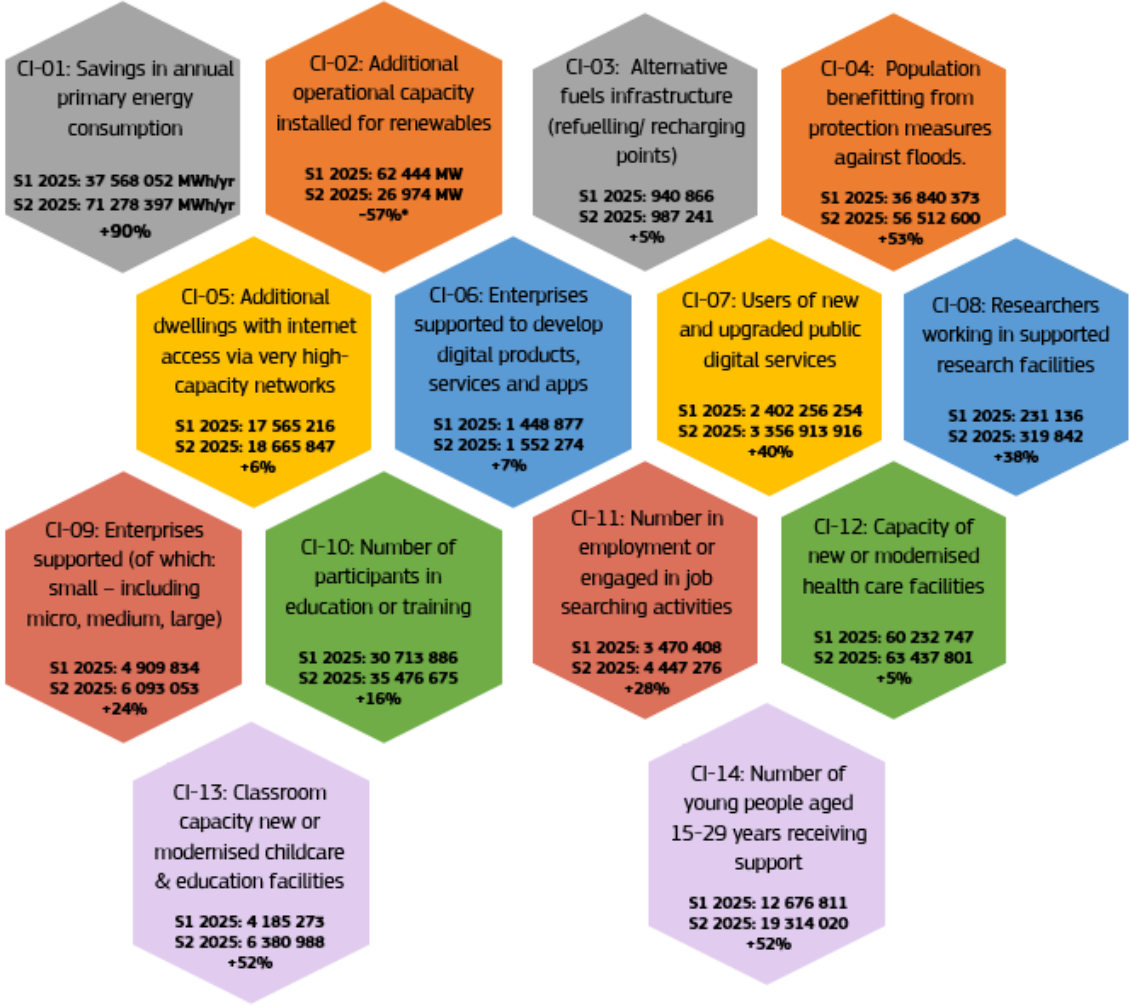 CI-01: Savings in annual
primary energy
consumption
S1 2025: 37 568 052 MWh/yr
S2 2025: 71 278 397 MWh/yr
+90%
CI-02: Additional
operational capacity
installed for renewables
S1 2025: 62 444 MW
S2 2025: 26 974 MW
-57%*
CI-03: Alternative
fuels infrastructure
(refuelling/ recharging
points)
S1 2025: 940 866
S2 2025: 987 241
+5%
CI-04: Population
benefitting from
protection measures
against floods.
S1 2025: 36 840 373
S2 2025: 56 512 600
+53%
CI-05: Additional
dwellings with internet
access via very high-
capacity networks
S1 2025: 17 565 216
S2 2025: 18 665 847
+6%
CI-06: Enterprises
supported to develop
digital products,
services and apps
S1 2025: 1 448 877
S2 2025: 1 552 274
+7%
CI-07: Users of new
and upgraded public
digital services
S1 2025: 2 402 256 254
S2 2025: 3 356 913 916
+40%
CI-08: Researchers
working in supported
research facilities
S1 2025: 231 136
S2 2025: 319 842
+38%
CI-09: Enterprises
supported (of which:
small – including
micro, medium, large)
S1 2025: 4 909 834
S2 2025: 6 093 053
+24%
CI-10: Number of
participants in
education or training
S1 2025: 30 713 886
S2 2025: 35 476 675
+16%
CI-11: Number in
employment or
engaged in job
searching activities
S1 2025: 3 470 408
S2 2025: 4 447 276
+28%
CI-12: Capacity of
new or modernised
health care facilities
S1 2025: 60 232 747
S2 2025: 63 437 801
+5%
CI-13: Classroom
capacity new or
modernised childcare
& education facilities
S1 2025: 4 185 273
S2 2025: 6 380 988
+52%
CI-14: Number of
young people aged
15-29 years receiving
support
S1 2025: 12 676 811
S2 2025: 19 314 020
+52%